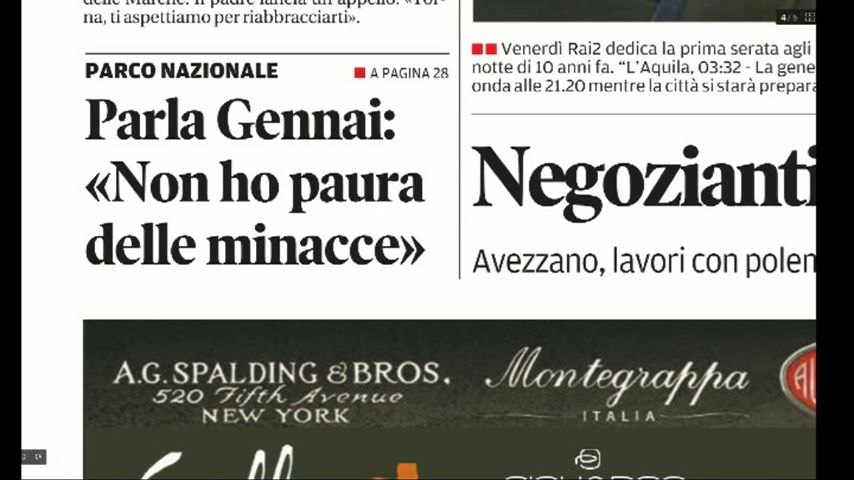 na, ti aspettiamo per riabbracciarti».
PARCO NAZIONALE
A PAGINA 28
Parla Gennai:
«Non ho paura
delle minacce»
Venerdì Rai2 dedica la prima serata agli
notte di 10 anni fa. “L'Aquila, 03:32 - La gene
onda alle 21.20 mentre la città si starà prepara
Negozianti
Avezzano, lavori con polem
A.G. SPALDING & BROS.
520 Fifth Avenue
NEW YORK
Montegrappa
ITALIA